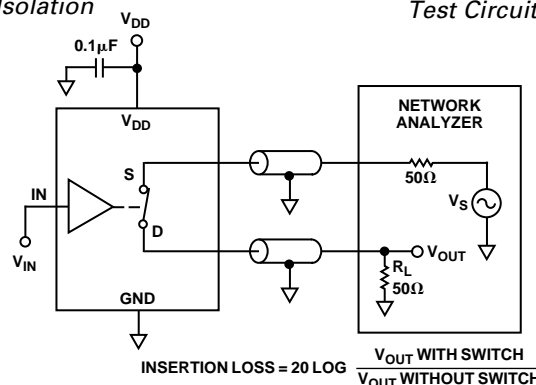 Isolation
Test Circuit
VDD
0.1µF
VDD
NETWORK
ANALYZER
S
50Ω
VS
IN
D
VOUT
VIN
RL
50Ω
GND
INSERTION LOSS = 20 LOG VOUT WITH SWITCH
VOUT WITHOUT SWITCH